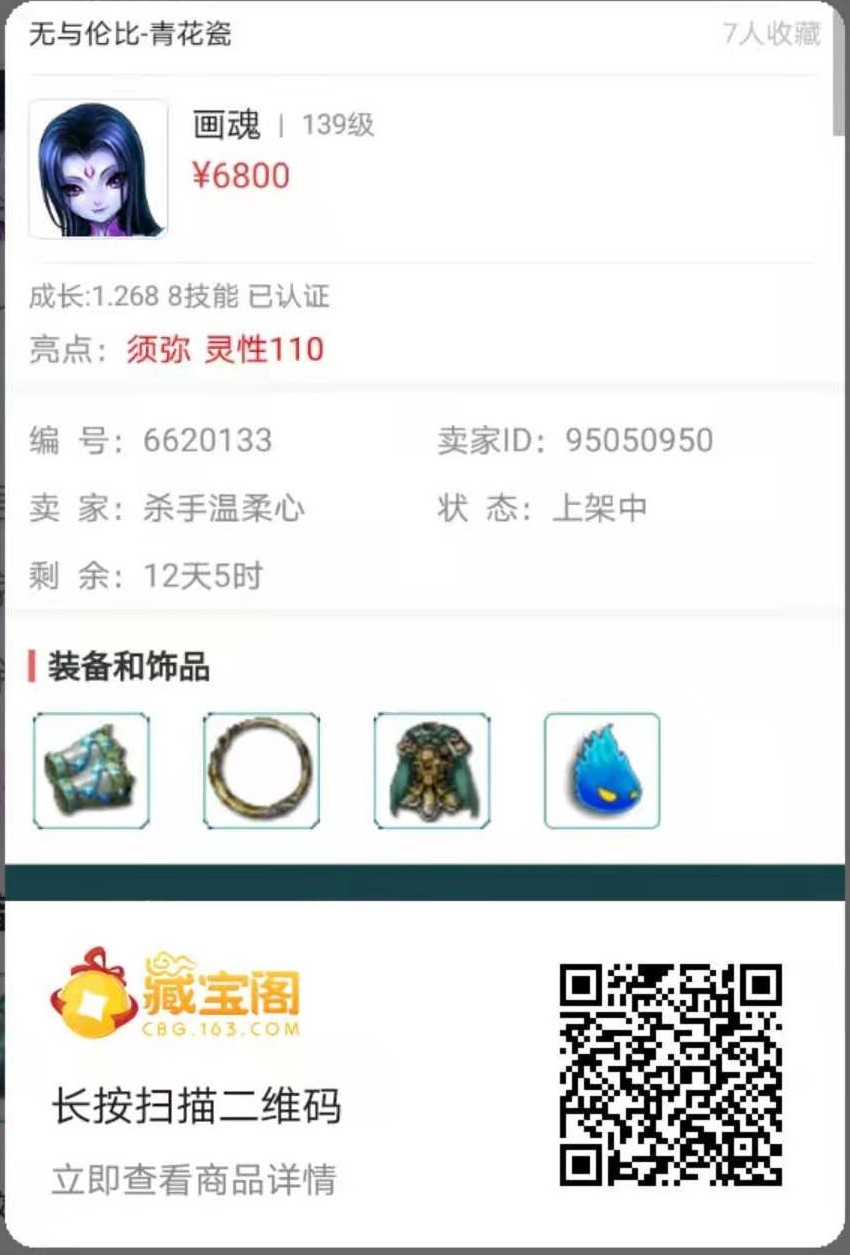 无与伦比-青花瓷 7人收藏
画魂 | 139级
¥6800
成长:1.268 8技能 已认证
亮点：须弥 灵性110
编 号：6620133 卖家ID：95050950
卖 家：杀手温柔心 状 态：上架中
剩 余：12天5时
装备和饰品
藏宝阁
CBG.163.COM
长按扫描二维码
立即查看商品详情